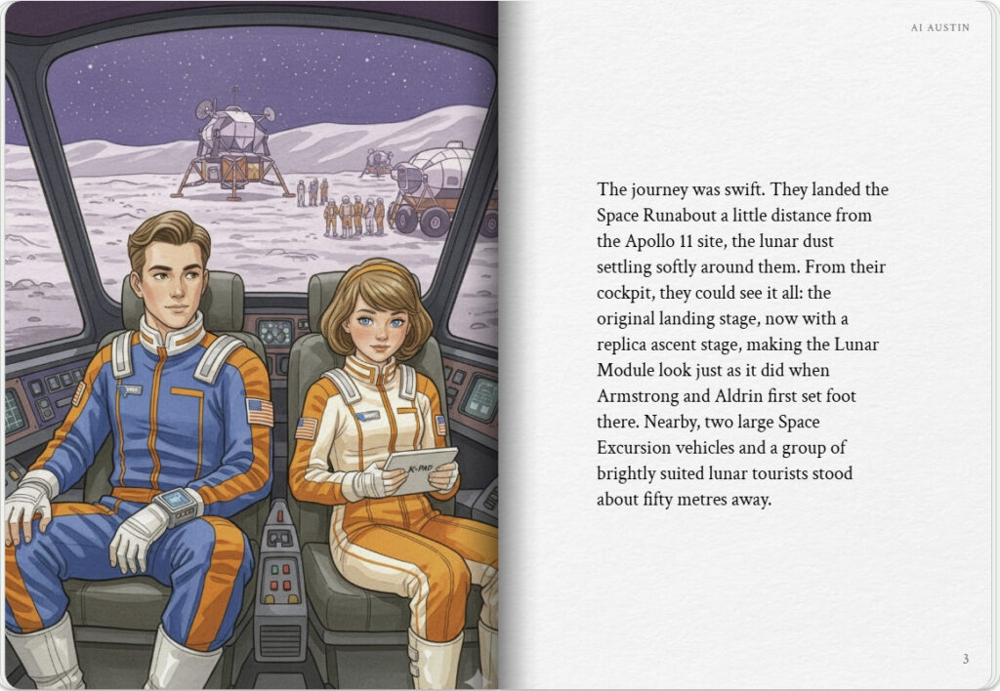 AI AUSTIN
K-PAD
The journey was swift. They landed the
Space Runabout a little distance from
the Apollo 11 site, the lunar dust
settling softly around them. From their
cockpit, they could see it all: the
original landing stage, now with a
replica ascent stage, making the Lunar
Module look just as it did when
Armstrong and Aldrin first set foot
there. Nearby, two large Space
Excursion vehicles and a group of
brightly suited lunar tourists stood
about fifty metres away.
3